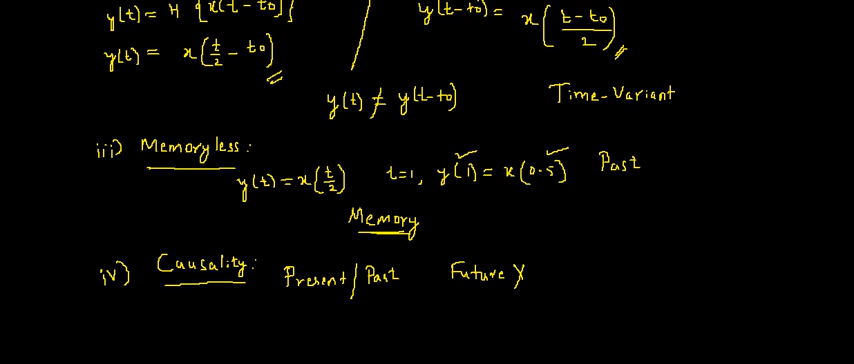 y(t) = H {x(t - t0)} / y(t - t0) = x((t - t0)/2)
y(t) = x(t/2 - t0)
y(t) ≠ y(t - t0) Time-Variant
iii) Memoryless:
y(t) = x(t/2) t=1, y(1) = x(0.5) Past
Memory
iv) Causality: Present/Past Future X